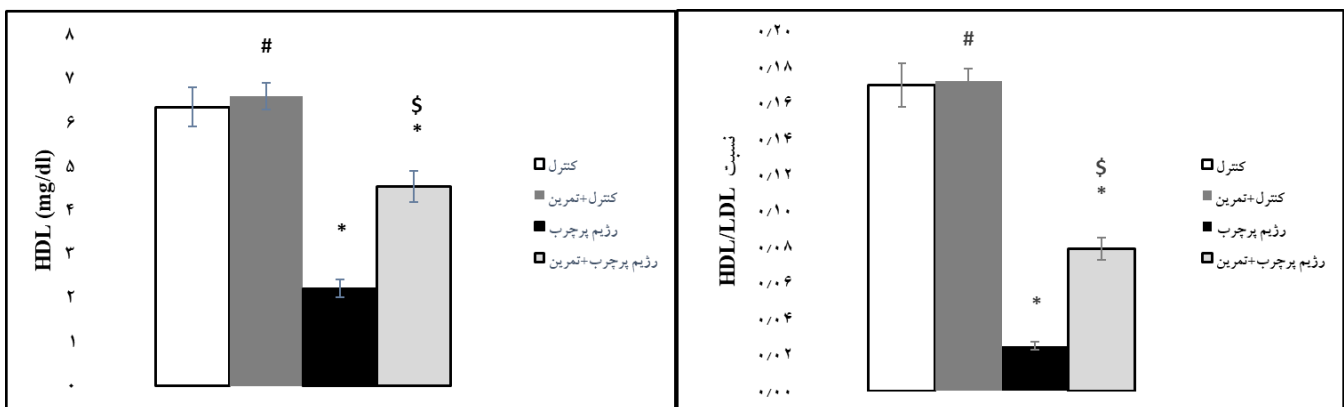 HDL (mg/dl)
۸
۷
۶
۵
۴
۳
۲
۱
۰
#
*
$
*
کنترل
کنترل+تمرین
رژیم پرچرب
رژیم پرچرب+تمرین
نسبت HDL/LDL
۰/۲۰
۰/۱۸
۰/۱۶
۰/۱۴
۰/۱۲
۰/۱۰
۰/۰۸
۰/۰۶
۰/۰۴
۰/۰۲
۰/۰۰
#
*
$
*
کنترل
کنترل+تمرین
رژیم پرچرب
رژیم پرچرب+تمرین